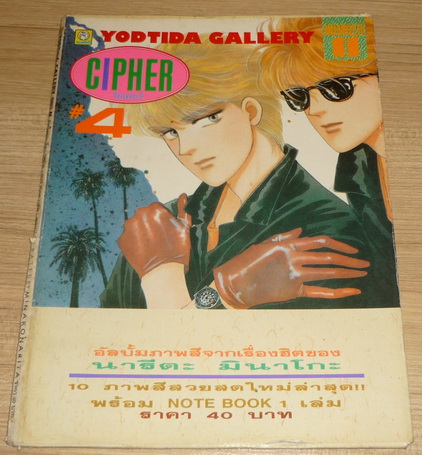 YODTIDA GALLERY
11
CIPHER
#4
อัลบั้มภาพสีจากเรื่องฮิตของ
นารีตะ มินาโกะ
10 ภาพสีสวยสดใหม่ล่าสุด!!
พร้อม NOTE BOOK 1 เล่ม
ราคา 40 บาท